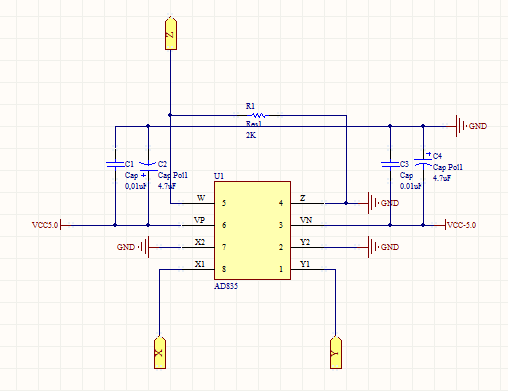 Z
R1
Res1
2K
GND
C1
Cap
0,01uF
C2
Cap Pol1
4.7uF
C3
Cap
0.01uF
C4
Cap Pol1
4.7uF
U1
W 5 4 Z GND
VCC5.0 VP 6 3 VN VCC-5.0
GND X2 7 2 Y2 GND
X1 8 1 Y1
AD835
X
Y